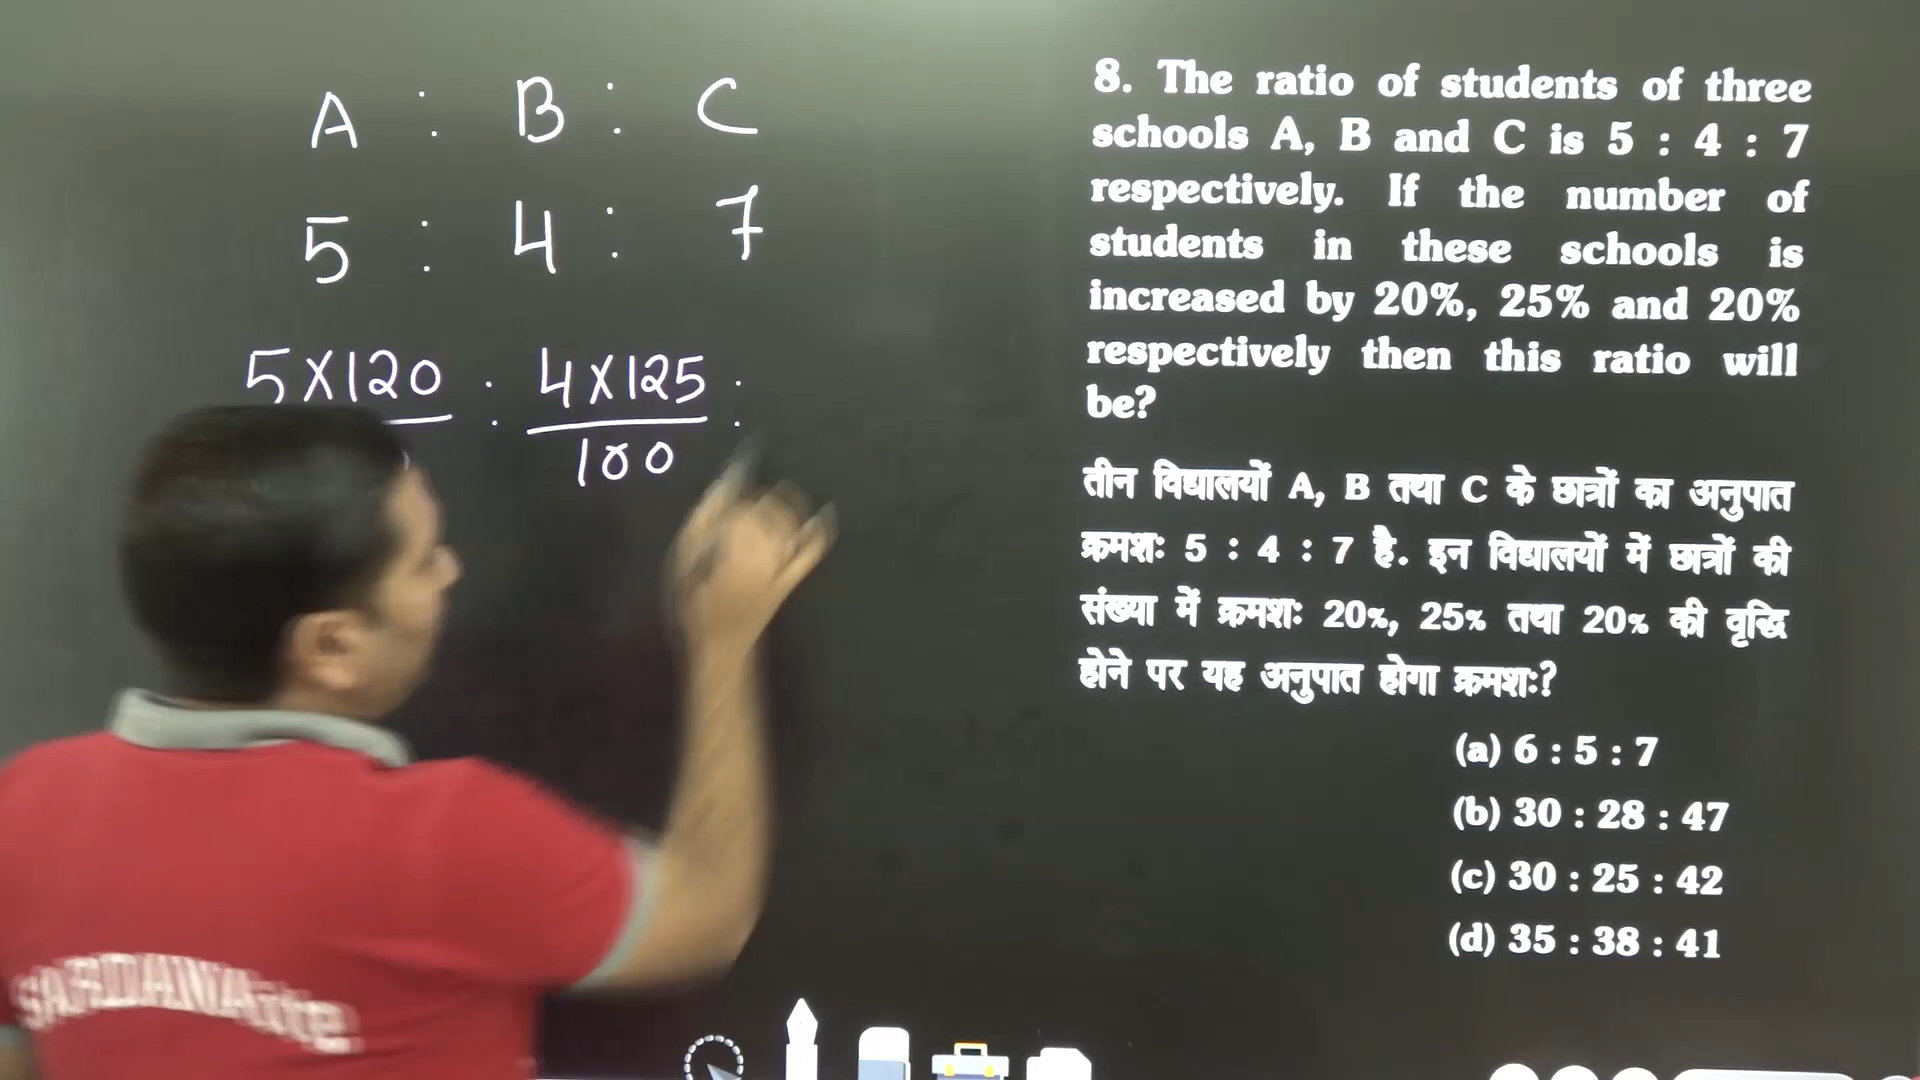 A : B : C
5 : 4 : 7
5 X 120 : 4 X 125 :
100
8. The ratio of students of three
schools A, B and C is 5 : 4 : 7
respectively. If the number of
students in these schools is
increased by 20%, 25% and 20%
respectively then this ratio will
be?
तीन विद्यालयों A, B तथा C के छात्रों का अनुपात
क्रमशः 5 : 4 : 7 है. इन विद्यालयों में छात्रों की
संख्या में क्रमशः 20%, 25% तथा 20% की वृद्धि
होने पर यह अनुपात होगा क्रमशः?
(a) 6 : 5 : 7
(b) 30 : 28 : 47
(c) 30 : 25 : 42
(d) 35 : 38 : 41